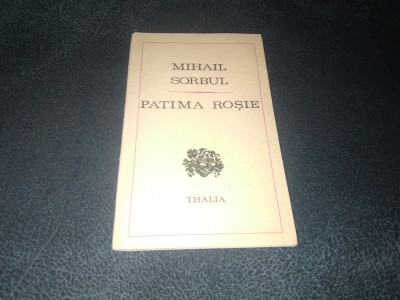 MIHAIL
SORBUL
PATIMA ROȘIE
THALIA